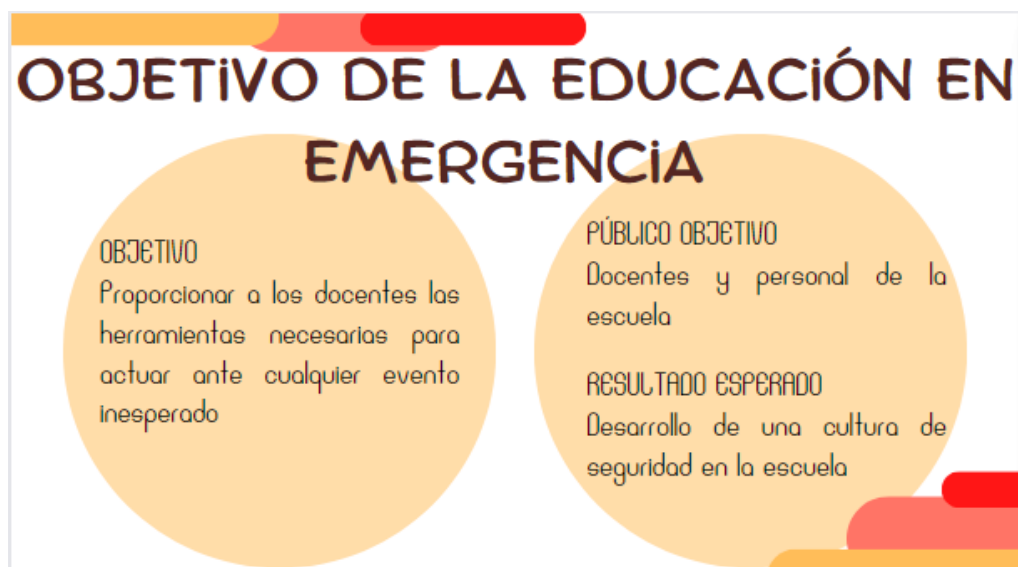 OBJETIVO DE LA EDUCACIÓN EN
EMERGENCIA
OBJETIVO
Proporcionar a los docentes las
herramientas necesarias para
actuar ante cualquier evento
inesperado
PÚBLICO OBJETIVO
Docentes y personal de la
escuela
RESULTADO ESPERADO
Desarrollo de una cultura de
seguridad en la escuela